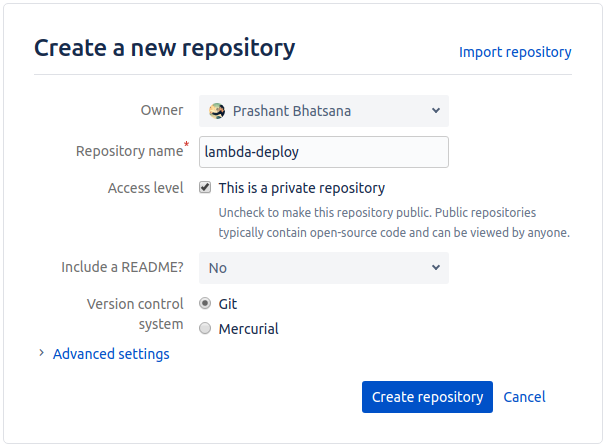 Create a new repository
Import repository
Owner
Prashant Bhatsana
Repository name*
lambda-deploy
Access level
This is a private repository
Uncheck to make this repository public. Public repositories
typically contain open-source code and can be viewed by anyone.
Include a README?
No
Version control
system
Git
Mercurial
Advanced settings
Create repository
Cancel